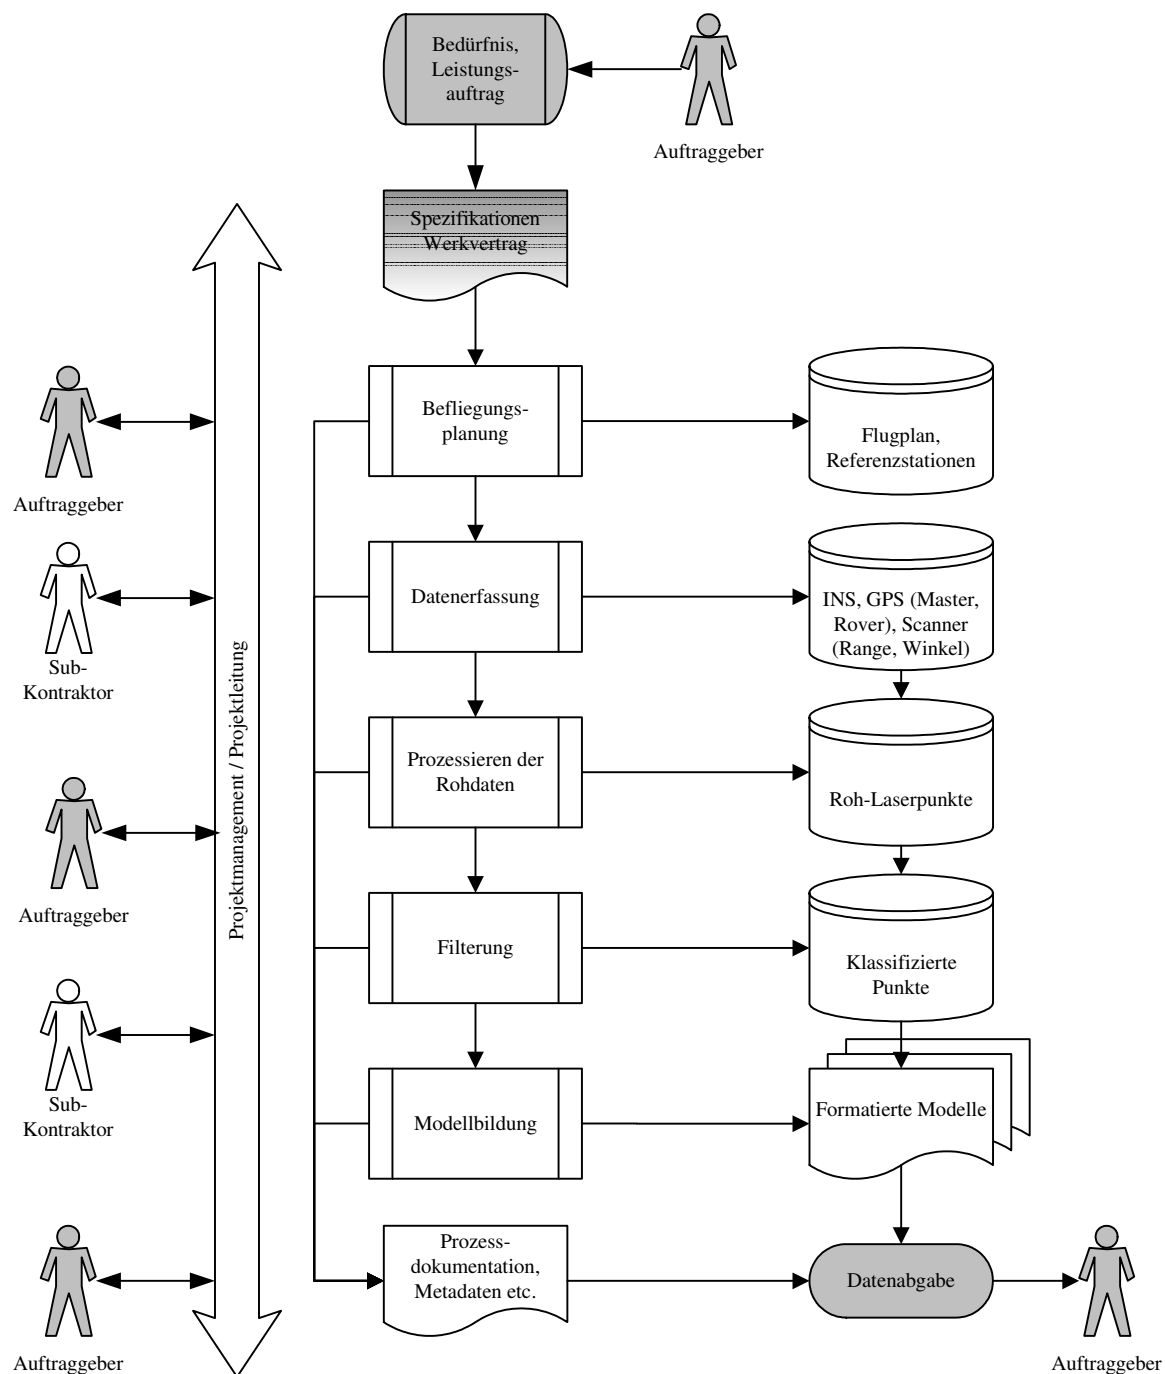 Bedürfnis,
Leistungs-
auftrag
Auftraggeber
Spezifikationen
Werkvertrag
Projektmanagement / Projektleitung
Auftraggeber
Befliegungs-
planung
Flugplan,
Referenzstationen
Sub-
Kontraktor
Datenerfassung
INS, GPS (Master,
Rover), Scanner
(Range, Winkel)
Auftraggeber
Prozessieren der
Rohdaten
Roh-Laserpunkte
Filterung
Klassifizierte
Punkte
Sub-
Kontraktor
Modellbildung
Formatierte Modelle
Auftraggeber
Prozess-
dokumentation,
Metadaten etc.
Datenabgabe
Auftraggeber